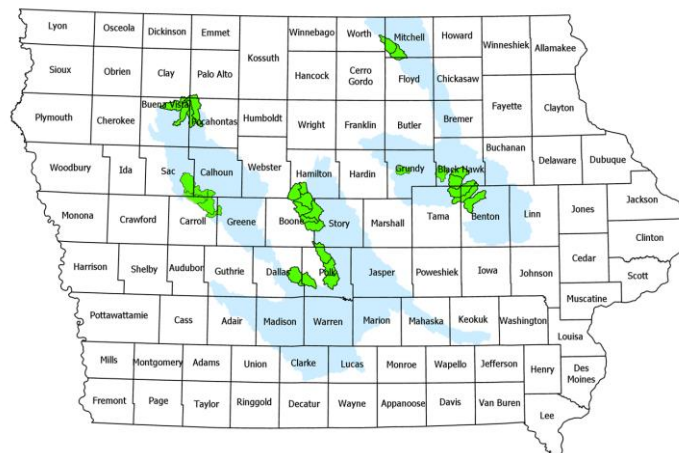 Lyon Osceola Dickinson Emmet Winnebago Worth Mitchell Howard Winneshiek Allamakee
Kossuth
Sioux Obrien Clay Palo Alto Hancock Cerro Gordo Floyd Chickasaw
Plymouth Cherokee Buena Vista Pocahontas Humboldt Wright Franklin Butler Bremer Fayette Clayton
Woodbury Ida Sac Calhoun Webster Hamilton Hardin Grundy Black Hawk Buchanan Delaware Dubuque
Monona Crawford Carroll Greene Boone Story Marshall Tama Benton Linn Jones Jackson
Clinton
Harrison Shelby Audubon Guthrie Dallas Polk Jasper Poweshiek Iowa Johnson Cedar Scott
Muscatine
Pottawattamie Cass Adair Madison Warren Marion Mahaska Keokuk Washington Louisa
Mills Montgomery Adams Union Clarke Lucas Monroe Wapello Jefferson Henry Des Moines
Fremont Page Taylor Ringgold Decatur Wayne Appanoose Davis Van Buren Lee